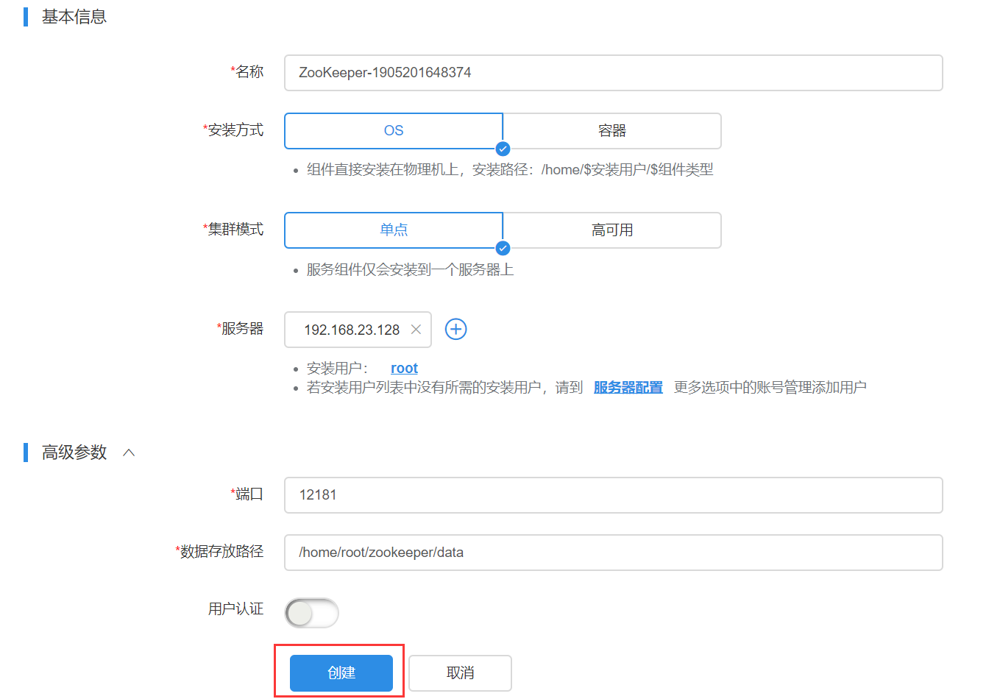 基本信息
*名称 ZooKeeper-1905201648374
*安装方式 OS 容器
组件直接安装在物理机上，安装路径：/home/$安装用户/$组件类型
*集群模式 单点 高可用
服务组件仅会安装到一个服务器上
*服务器 192.168.23.128
安装用户： root
若安装用户列表中没有所需的安装用户，请到 服务器配置 更多选项中的账号管理添加用户
高级参数
*端口 12181
*数据存放路径 /home/root/zookeeper/data
用户认证
创建 取消